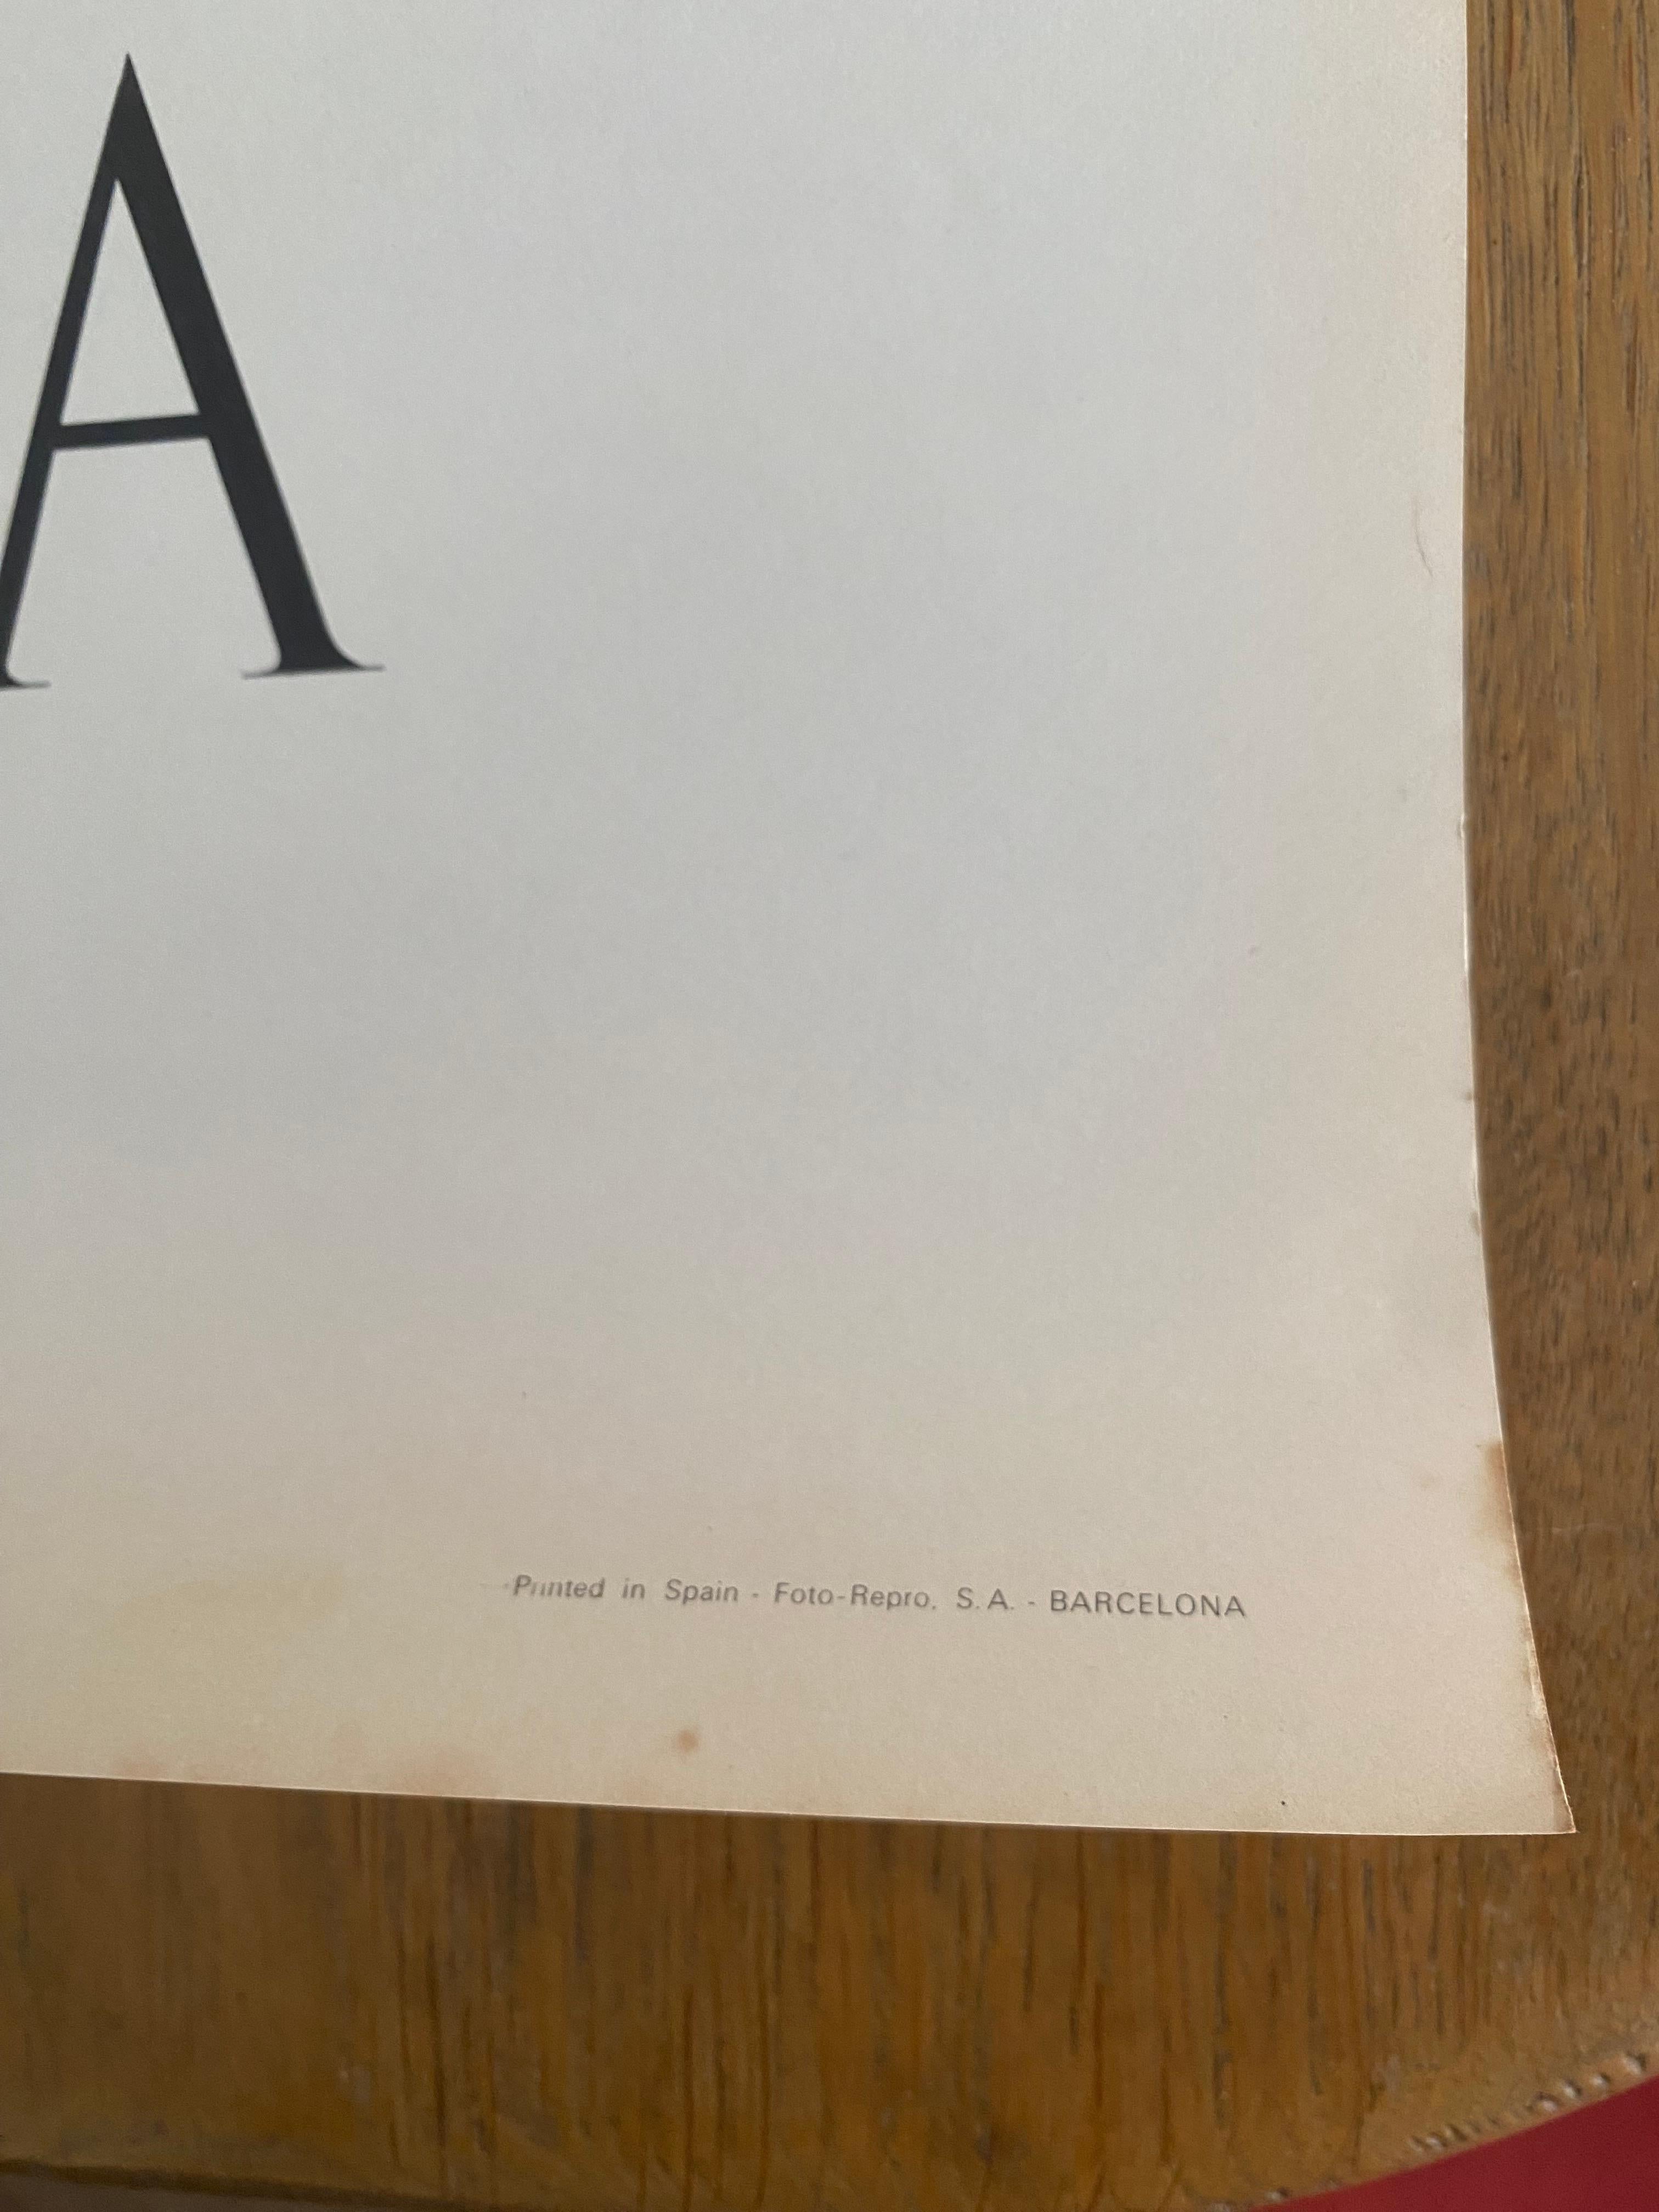 A
Printed in Spain - Foto-Repro, S.A. - BARCELONA